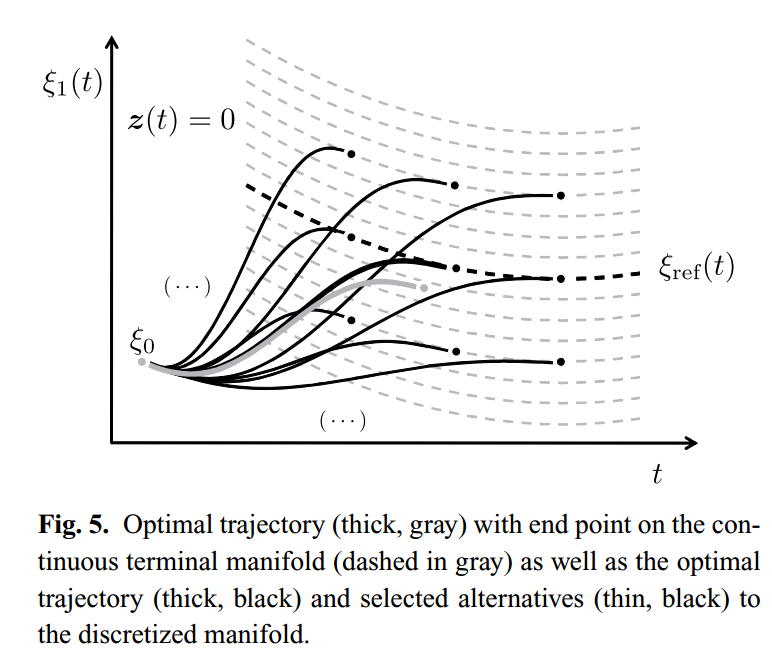 ξ₁(t)
z(t) = 0
ξref(t)
(···)
ξ₀
(···)
t
Fig. 5. Optimal trajectory (thick, gray) with end point on the con-
tinuous terminal manifold (dashed in gray) as well as the optimal
trajectory (thick, black) and selected alternatives (thin, black) to
the discretized manifold.